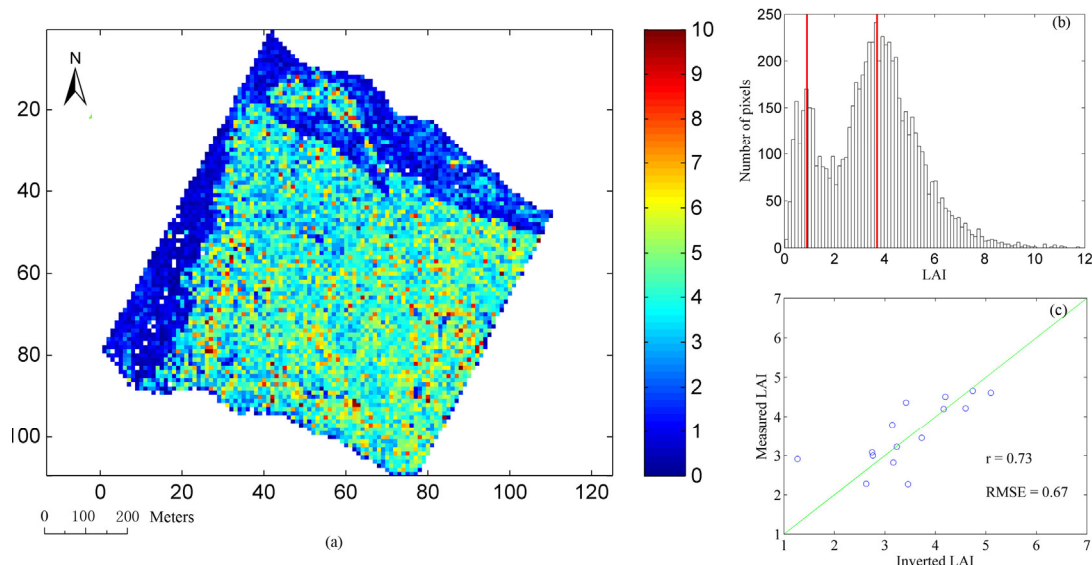 N
20
40
60
80
100
0 20 40 60 80 100 120
0 100 200 Meters
(a)
10
9
8
7
6
5
4
3
2
1
0
(b)
Number of pixels
250
200
150
100
50
0
0 2 4 6 8 10 12
LAI
(c)
Measured LAI
7
6
5
4
3
2
1
r = 0.73
RMSE = 0.67
1 2 3 4 5 6 7
Inverted LAI